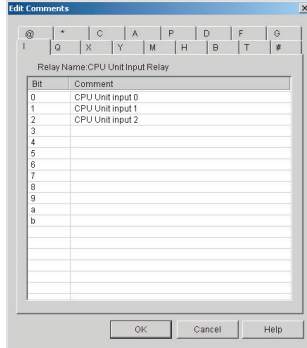 Edit Comments X
@ * C A P D F G
I Q X Y M H B T #
Relay Name:CPU Unit Input Relay
Bit Comment
0 CPU Unit input 0
1 CPU Unit input 1
2 CPU Unit input 2
3
4
5
6
7
8
9
a
b
OK Cancel Help